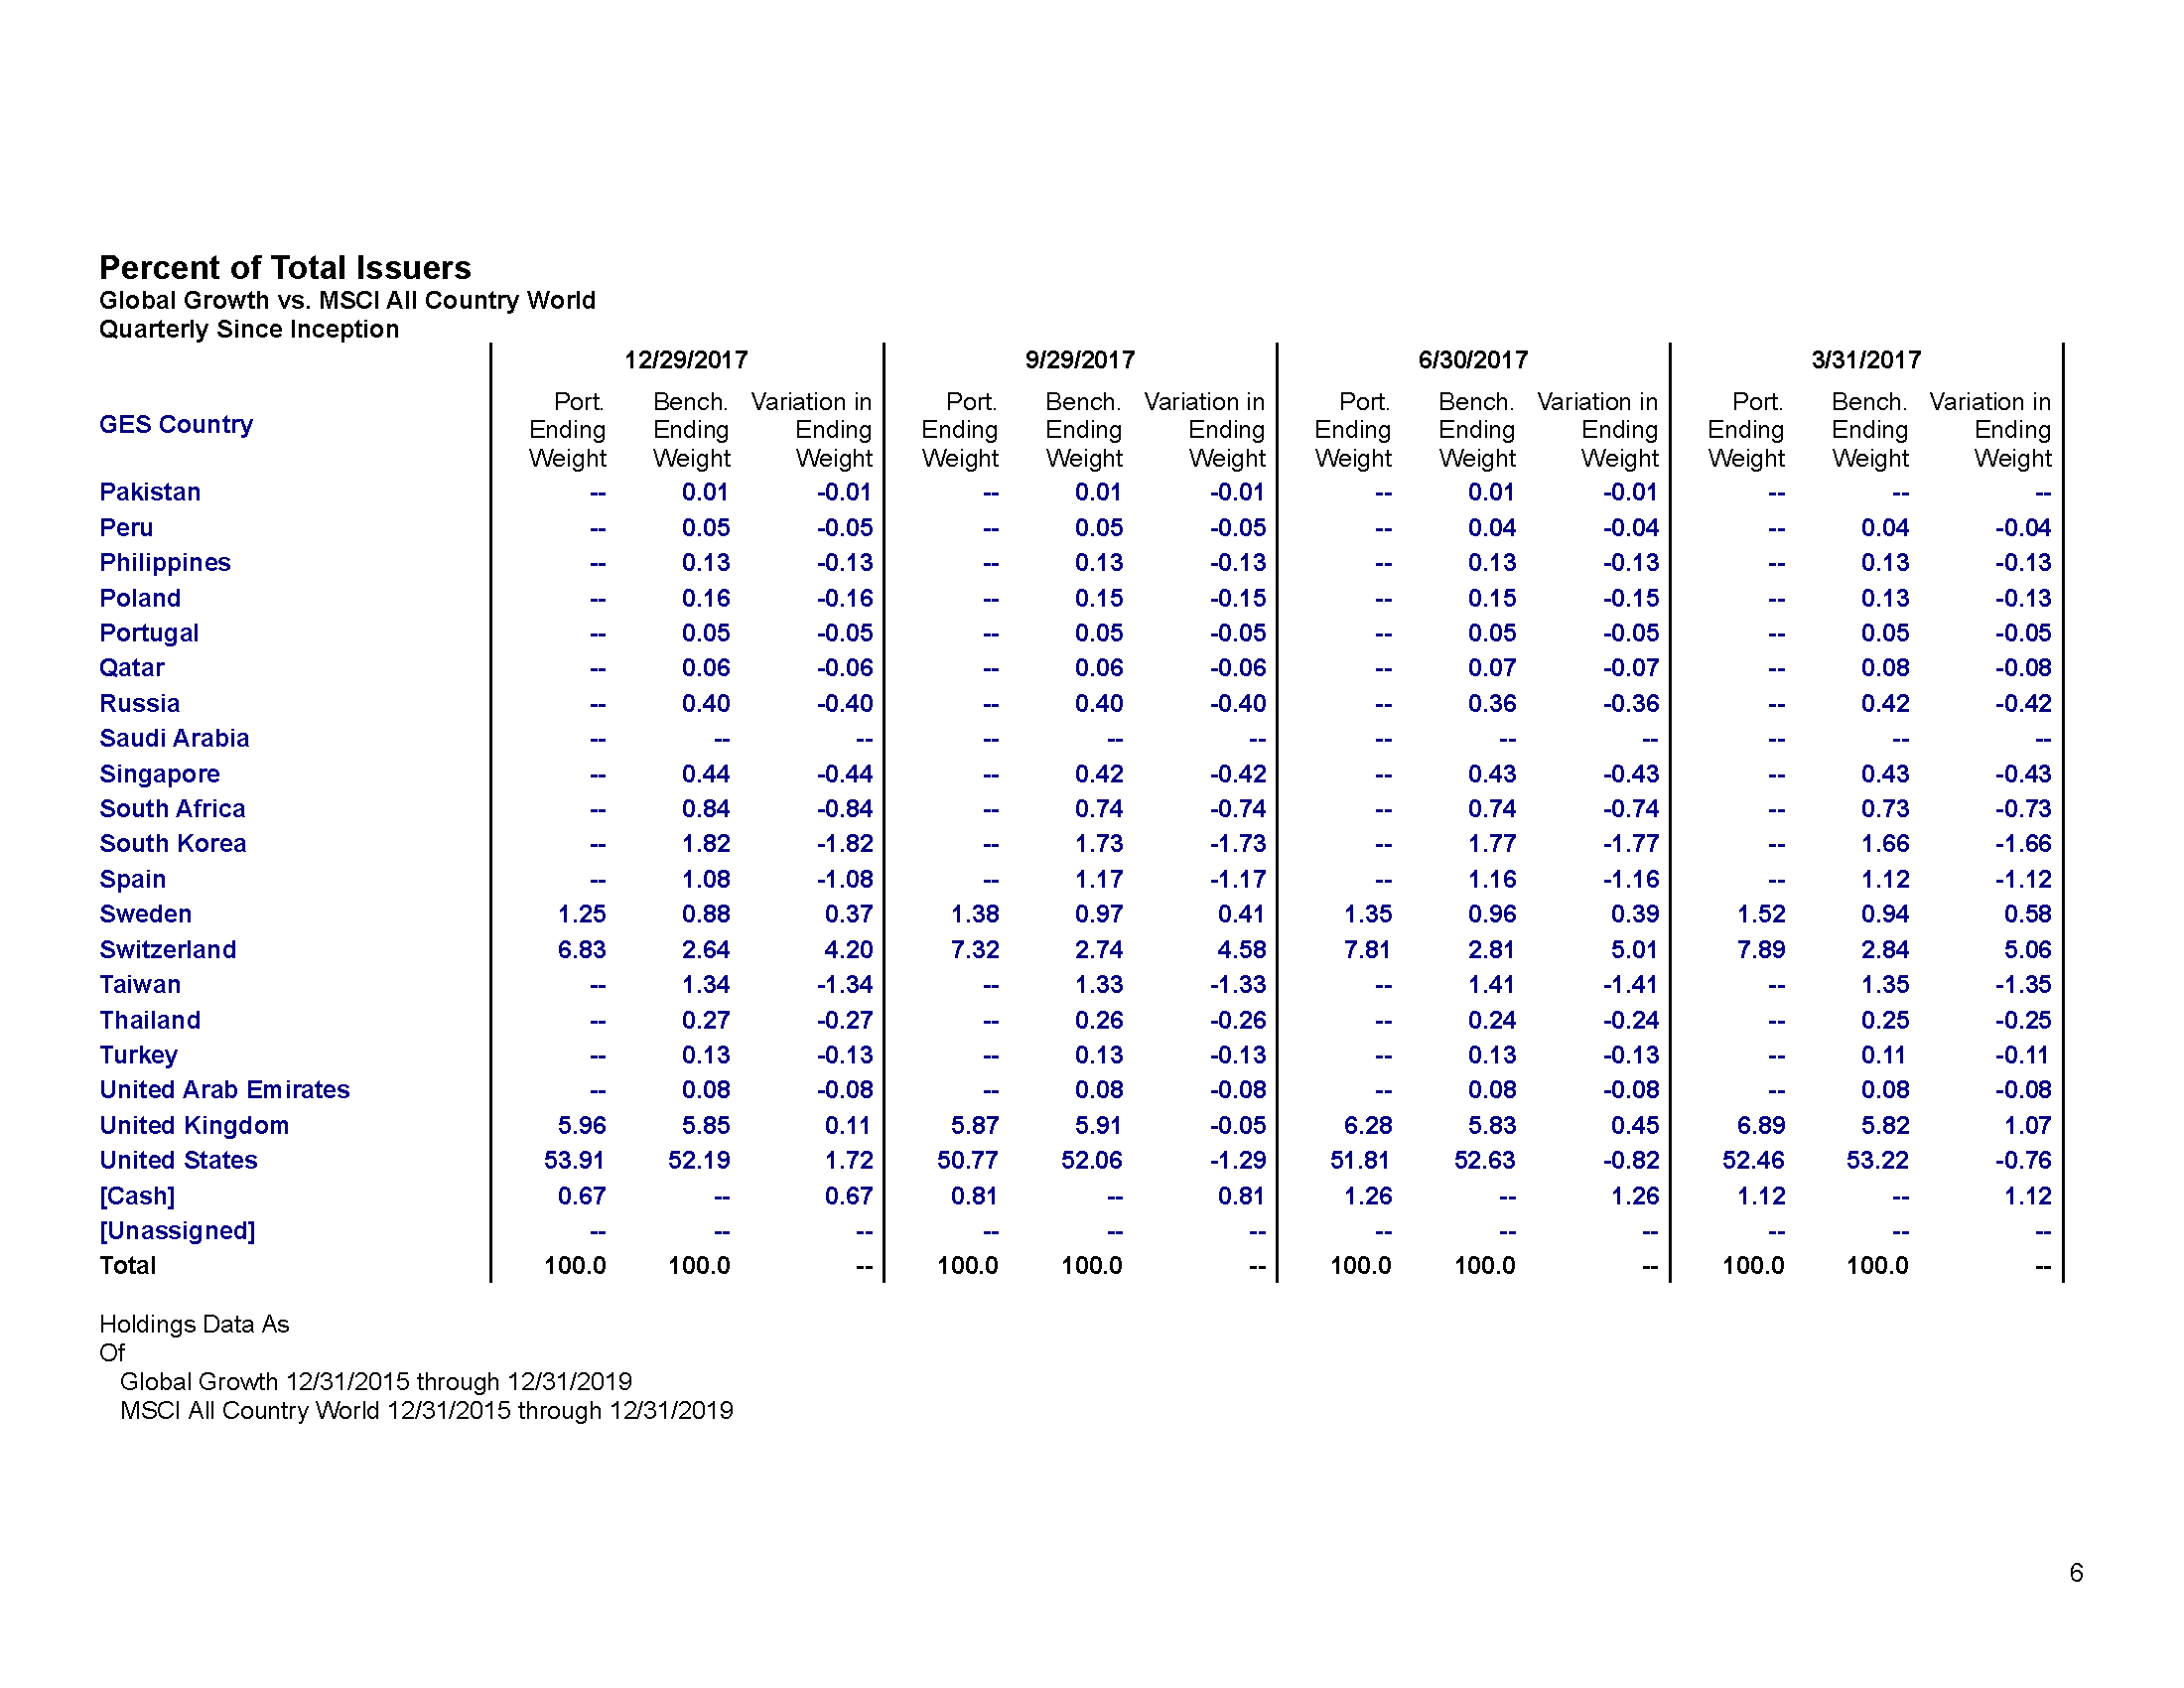 Percent of Total Issuers
Global Growth vs. MSCI All Country World
Quarterly Since Inception
12/29/2017 9/29/2017 6/30/2017 3/31/2017
GES Country
Port. Bench. Variation in Port. Bench. Variation in Port. Bench. Variation in Port. Bench. Variation in
Ending Ending Ending Ending Ending Ending Ending Ending Ending Ending Ending Ending
Weight Weight Weight Weight Weight Weight Weight Weight Weight Weight Weight Weight
Pakistan -- 0.01 -0.01 -- 0.01 -0.01 -- 0.01 -0.01 -- -- --
Peru -- 0.05 -0.05 -- 0.05 -0.05 -- 0.04 -0.04 -- 0.04 -0.04
Philippines -- 0.13 -0.13 -- 0.13 -0.13 -- 0.13 -0.13 -- 0.13 -0.13
Poland -- 0.16 -0.16 -- 0.15 -0.15 -- 0.15 -0.15 -- 0.13 -0.13
Portugal -- 0.05 -0.05 -- 0.05 -0.05 -- 0.05 -0.05 -- 0.05 -0.05
Qatar -- 0.06 -0.06 -- 0.06 -0.06 -- 0.07 -0.07 -- 0.08 -0.08
Russia -- 0.40 -0.40 -- 0.40 -0.40 -- 0.36 -0.36 -- 0.42 -0.42
Saudi Arabia -- -- -- -- -- -- -- -- -- -- -- --
Singapore -- 0.44 -0.44 -- 0.42 -0.42 -- 0.43 -0.43 -- 0.43 -0.43
South Africa -- 0.84 -0.84 -- 0.74 -0.74 -- 0.74 -0.74 -- 0.73 -0.73
South Korea -- 1.82 -1.82 -- 1.73 -1.73 -- 1.77 -1.77 -- 1.66 -1.66
Spain -- 1.08 -1.08 -- 1.17 -1.17 -- 1.16 -1.16 -- 1.12 -1.12
Sweden 1.25 0.88 0.37 1.38 0.97 0.41 1.35 0.96 0.39 1.52 0.94 0.58
Switzerland 6.83 2.64 4.20 7.32 2.74 4.58 7.81 2.81 5.01 7.89 2.84 5.06
Taiwan -- 1.34 -1.34 -- 1.33 -1.33 -- 1.41 -1.41 -- 1.35 -1.35
Thailand -- 0.27 -0.27 -- 0.26 -0.26 -- 0.24 -0.24 -- 0.25 -0.25
Turkey -- 0.13 -0.13 -- 0.13 -0.13 -- 0.13 -0.13 -- 0.11 -0.11
United Arab Emirates -- 0.08 -0.08 -- 0.08 -0.08 -- 0.08 -0.08 -- 0.08 -0.08
United Kingdom 5.96 5.85 0.11 5.87 5.91 -0.05 6.28 5.83 0.45 6.89 5.82 1.07
United States 53.91 52.19 1.72 50.77 52.06 -1.29 51.81 52.63 -0.82 52.46 53.22 -0.76
[Cash] 0.67 -- 0.67 0.81 -- 0.81 1.26 -- 1.26 1.12 -- 1.12
[Unassigned] -- -- -- -- -- -- -- -- -- -- -- --
Total 100.0 100.0 -- 100.0 100.0 -- 100.0 100.0 -- 100.0 100.0 --
Holdings Data As
Of
Global Growth 12/31/2015 through 12/31/2019
MSCI All Country World 12/31/2015 through 12/31/2019
6